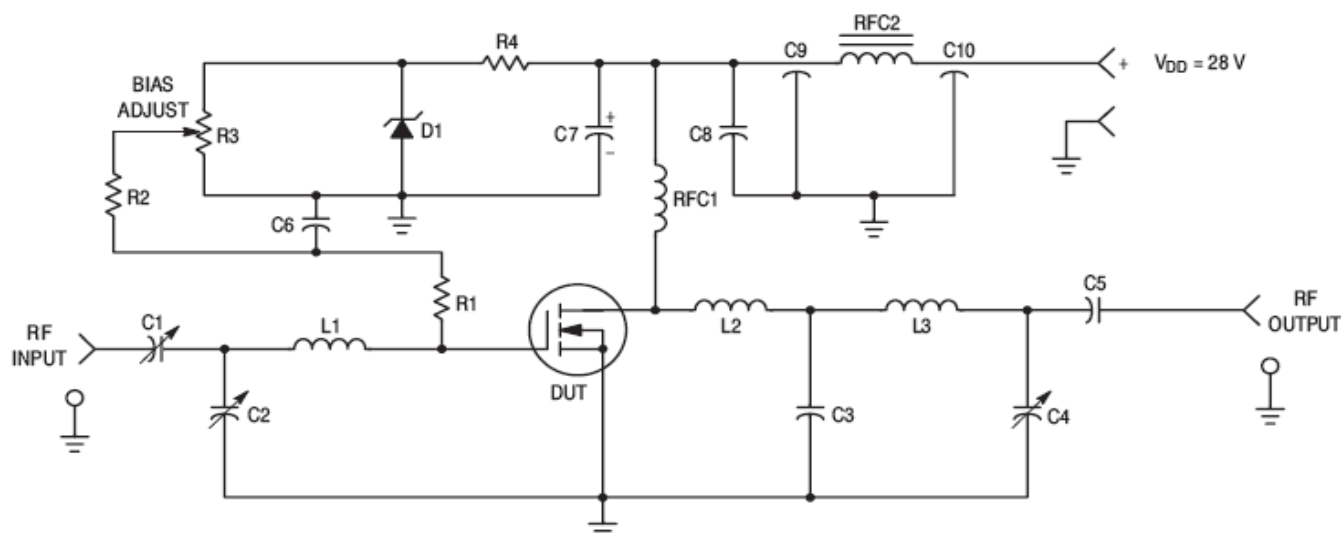 RFC2
C9
C10
R4
+ V_DD = 28 V
BIAS
ADJUST
R3
D1
C7
+
–
C8
R2
RFC1
C6
R1
C5
C1
L1
L2
L3
RF
INPUT
RF
OUTPUT
DUT
C2
C3
C4